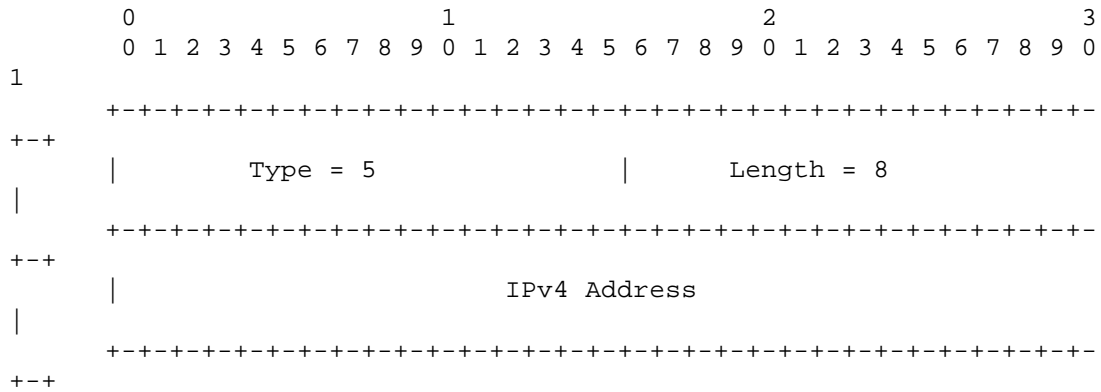 0                   1                   2                   3
0 1 2 3 4 5 6 7 8 9 0 1 2 3 4 5 6 7 8 9 0 1 2 3 4 5 6 7 8 9 0
1
+-+-+-+-+-+-+-+-+-+-+-+-+-+-+-+-+-+-+-+-+-+-+-+-+-+-+-+-+-+-+-
+-+
|        Type = 5               |      Length = 8
|
+-+-+-+-+-+-+-+-+-+-+-+-+-+-+-+-+-+-+-+-+-+-+-+-+-+-+-+-+-+-+-
+-+
|                        IPv4 Address
|
+-+-+-+-+-+-+-+-+-+-+-+-+-+-+-+-+-+-+-+-+-+-+-+-+-+-+-+-+-+-+-
+-+